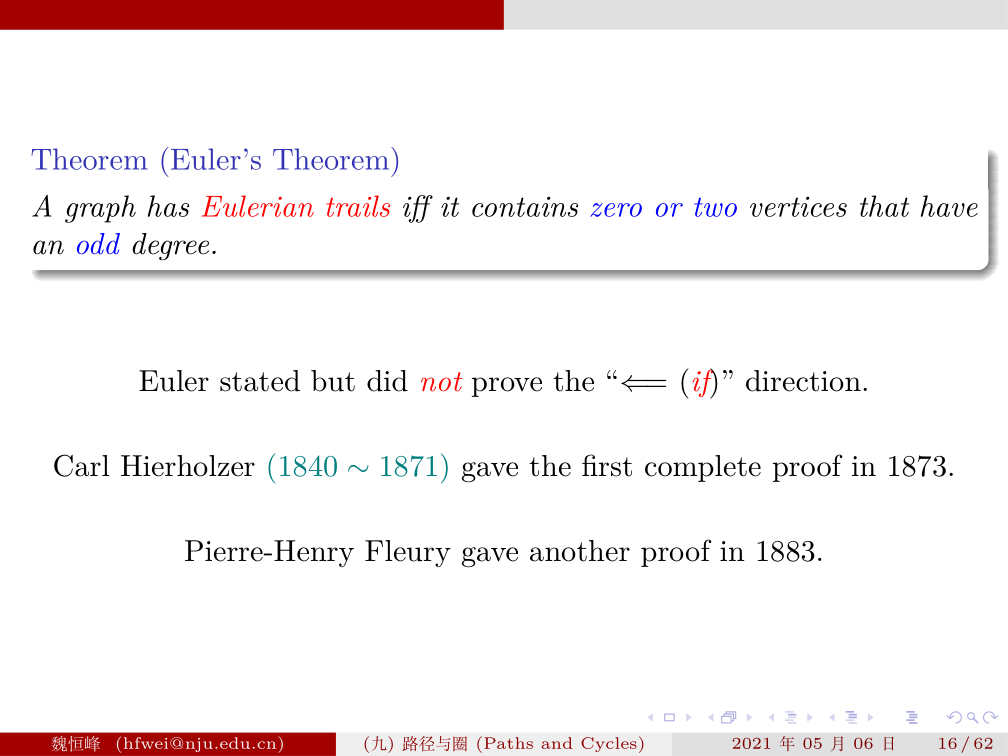 Theorem (Euler's Theorem)
A graph has Eulerian trails iff it contains zero or two vertices that have
an odd degree.
Euler stated but did not prove the “⟸ (if)” direction.
Carl Hierholzer (1840 ∼ 1871) gave the first complete proof in 1873.
Pierre-Henry Fleury gave another proof in 1883.
魏恒峰 (hfwei@nju.edu.cn) (九) 路径与圈 (Paths and Cycles) 2021 年 05 月 06 日 16 / 62